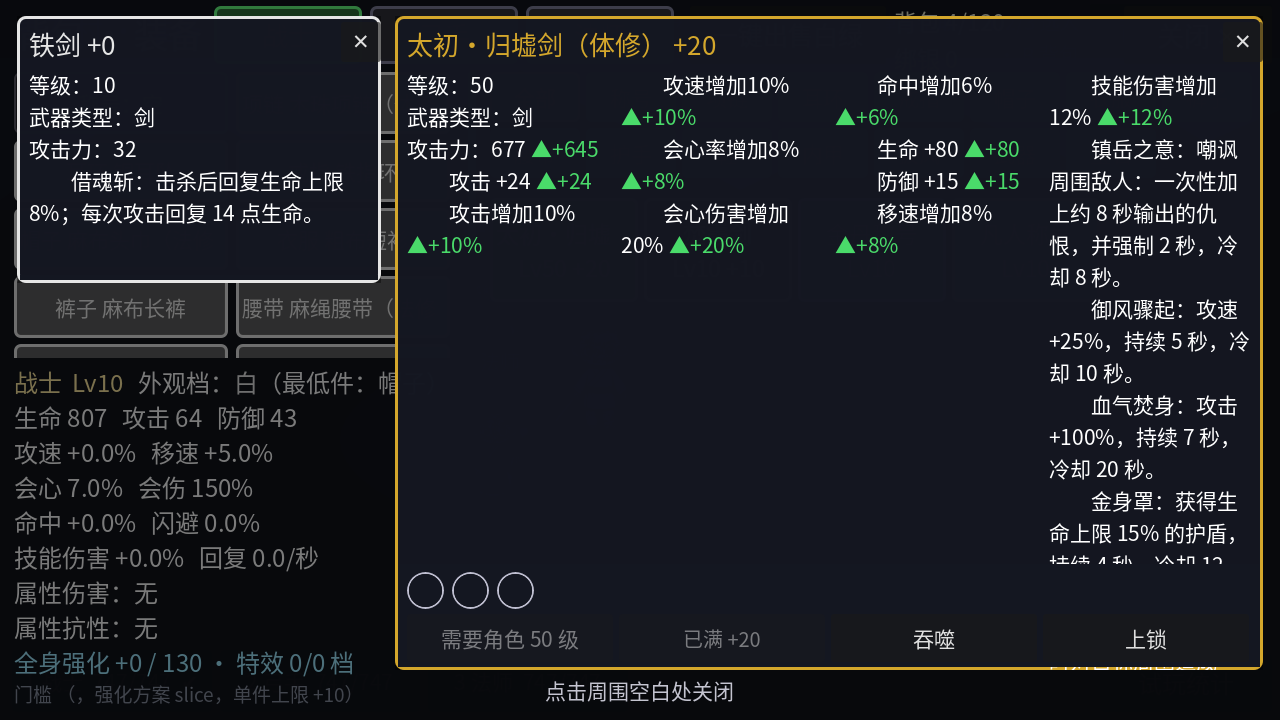 铁剑 +0
×
等级：10
武器类型：剑
攻击力：32
借魂斩：击杀后回复生命上限
8%；每次攻击回复 14 点生命。
太初·归墟剑（体修） +20
×
等级：50
武器类型：剑
攻击力：677 ▲+645
攻击 +24 ▲+24
攻击增加10%
▲+10%
攻速增加10%
▲+10%
会心率增加8%
▲+8%
会心伤害增加
20% ▲+20%
命中增加6%
▲+6%
生命 +80 ▲+80
防御 +15 ▲+15
移速增加8%
▲+8%
技能伤害增加
12% ▲+12%
镇岳之意：嘲讽
周围敌人：一次性加
上约 8 秒输出的仇
恨，并强制 2 秒，冷
却 8 秒。
御风骤起：攻速
+25%，持续 5 秒，冷
却 10 秒。
血气焚身：攻击
+100%，持续 7 秒，
冷却 20 秒。
金身罩：获得生
命上限 15% 的护盾，
需要角色 50 级
已满 +20
吞噬
上锁
裤子 麻布长裤
腰带 麻绳腰带（
战士 Lv10 外观档：白（最低件：帽
生命 807 攻击 64 防御 43
攻速 +0.0% 移速 +5.0%
会心 7.0% 会伤 150%
命中 +0.0% 闪避 0.0%
技能伤害 +0.0% 回复 0.0/秒
属性伤害：无
属性抗性：无
全身强化 +0 / 130 · 特效 0/0 档
门槛 （，强化方案 slice，单件上限 +10）
点击周围空白处关闭